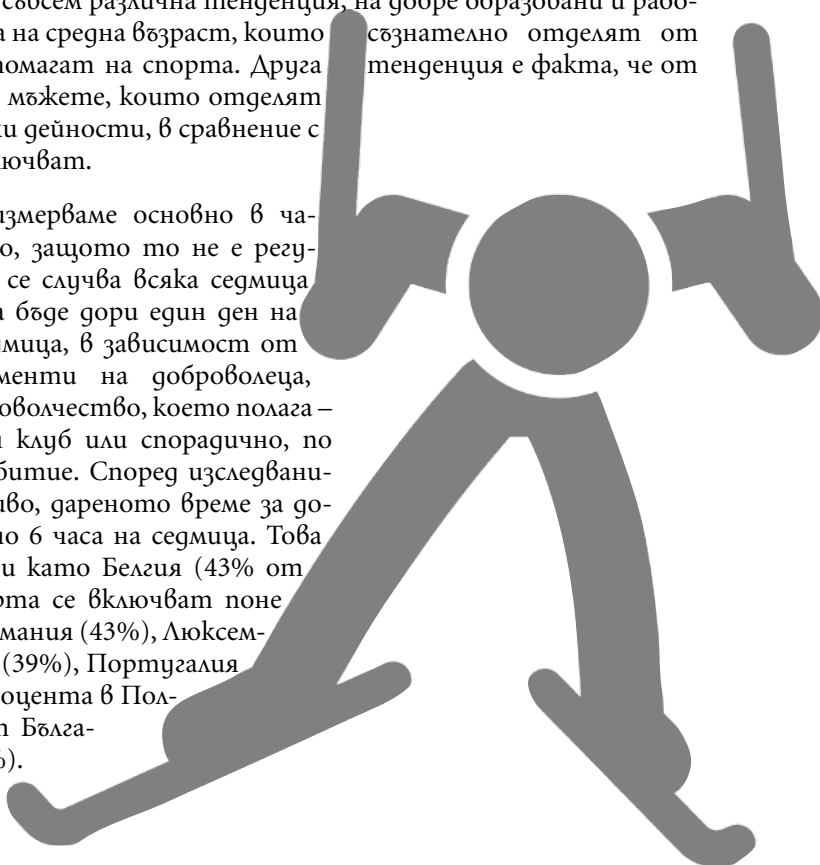 съвсем различна тенденция, на добре образовани и рабо-
а на средна възраст, които съзнателно отделят от
помагат на спорта. Друга тенденция е факта, че от
мъжете, които отделят
ки дейности, в сравнение с
лючват.
измерваме основно в ча-
о, защото то не е регу-
се случва всяка седмица
а бъде дори един ден на
дмица, в зависимост от
менти на доброволеца,
оволчество, което полага –
и клуб или спорадично, по
битие. Според изследвани-
иво, дареното време за до-
но 6 часа на седмица. Това
и като Белгия (43% от
рта се включват поне
мания (43%), Люксем-
(39%), Португалия
оцента в Пол-
т Бълга-
%).